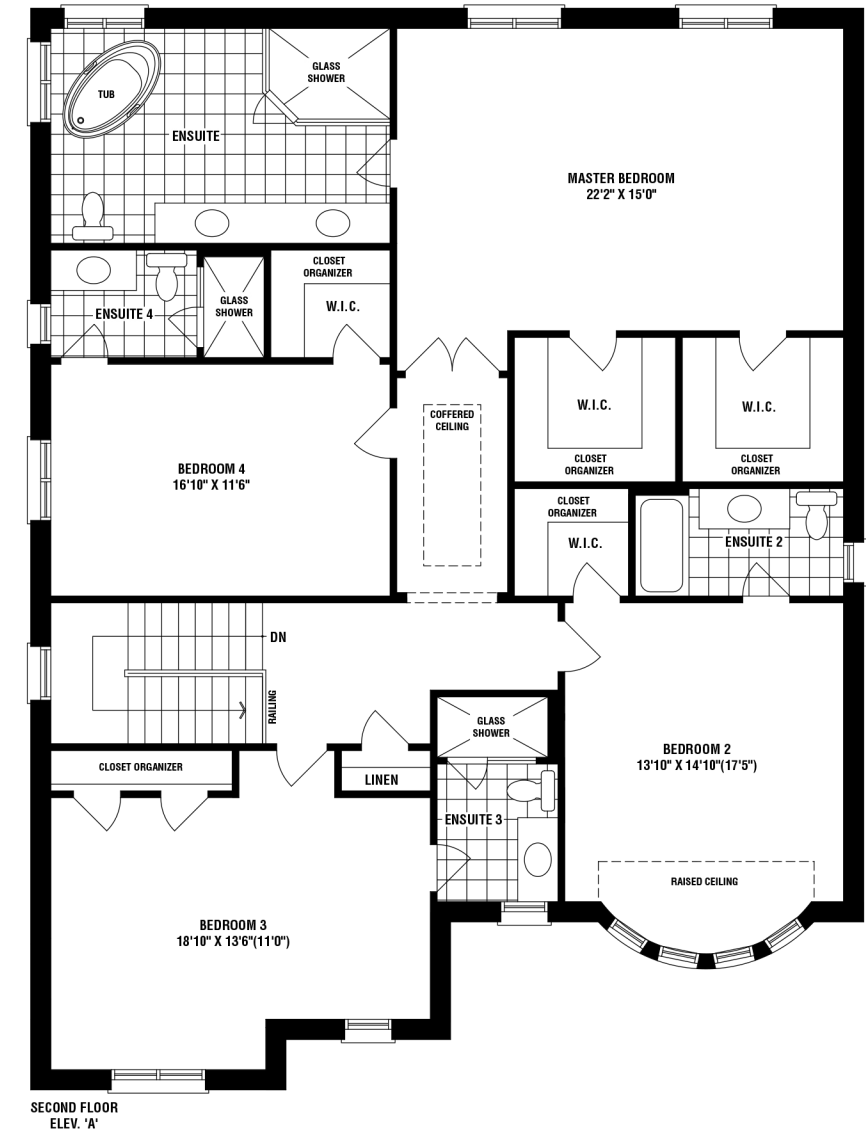 GLASS
SHOWER
TUB
ENSUITE
MASTER BEDROOM
22'2" X 15'0"
CLOSET
ORGANIZER
W.I.C.
GLASS
SHOWER
ENSUITE 4
W.I.C.
CLOSET
ORGANIZER
W.I.C.
CLOSET
ORGANIZER
COFFERED
CEILING
BEDROOM 4
16'10" X 11'6"
CLOSET
ORGANIZER
W.I.C.
ENSUITE 2
DN
RAILING
GLASS
SHOWER
BEDROOM 2
13'10" X 14'10"(17'5")
CLOSET ORGANIZER
LINEN
ENSUITE 3
RAISED CEILING
BEDROOM 3
18'10" X 13'6"(11'0")
SECOND FLOOR
ELEV. 'A'